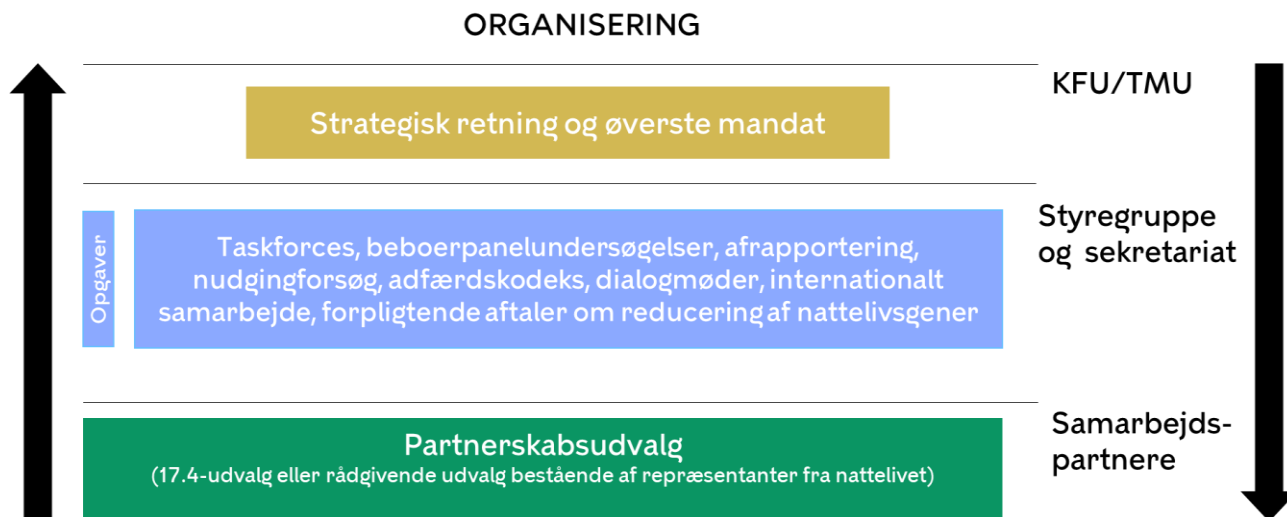 ORGANISERING
KFU/TMU
Strategisk retning og øverste mandat
Styregruppe
og sekretariat
Opgaver
Taskforces, beboerpanelundersøgelser, afrapportering,
nudgingforsøg, adfærdskodeks, dialogmøder, internationalt
samarbejde, forpligtende aftaler om reducering af nattelivsgener
Samarbejds-
partnere
Partnerskabsudvalg
(17.4-udvalg eller rådgivende udvalg bestående af repræsentanter fra nattelivet)